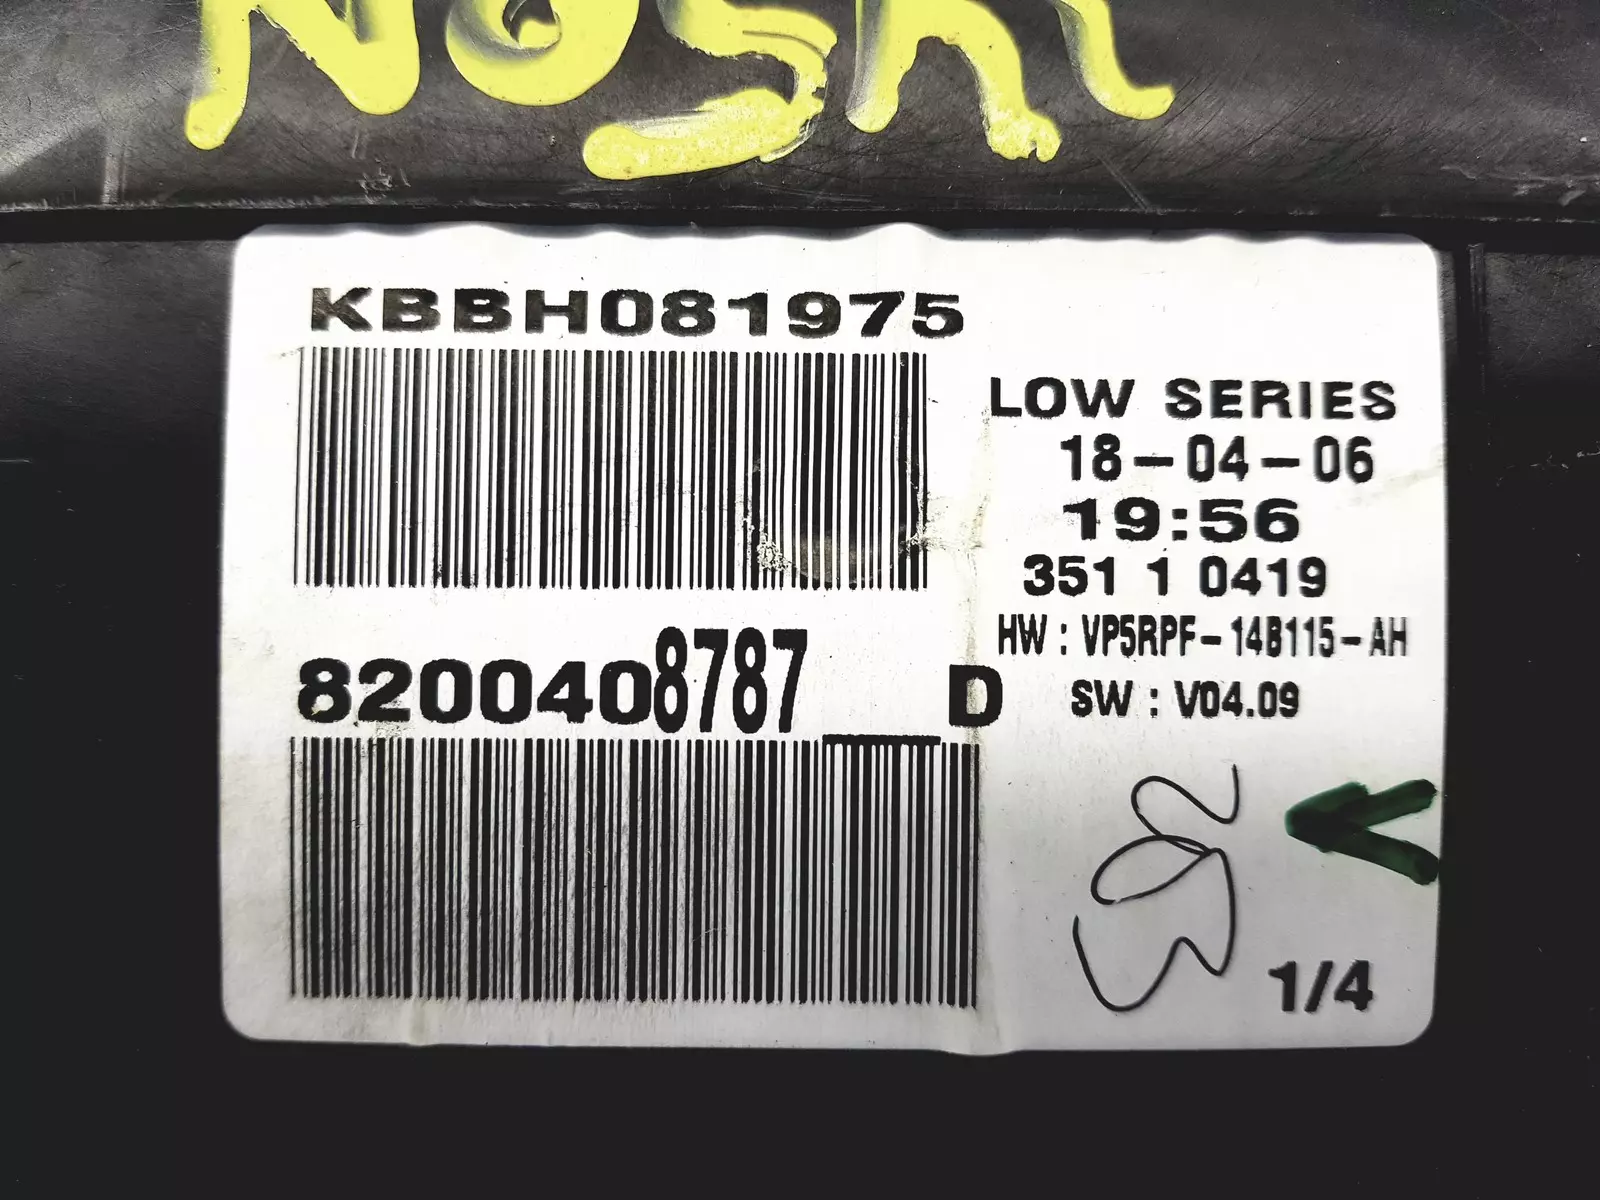 KBBH081975
LOW SERIES
18-04-06
19:56
351 1 0419
HW : VP5RPF-14B115-AH
8200408787___D
SW : V04.09
1/4